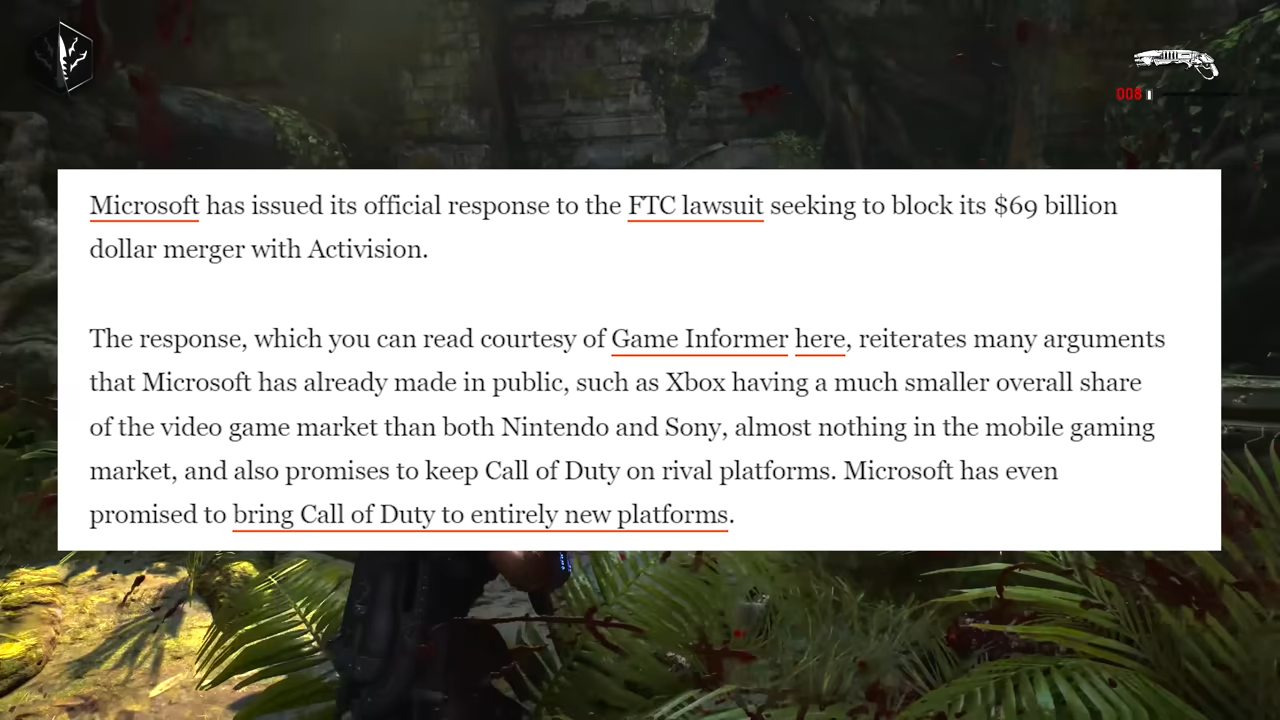 008
Microsoft has issued its official response to the FTC lawsuit seeking to block its $69 billion
dollar merger with Activision.
The response, which you can read courtesy of Game Informer here, reiterates many arguments
that Microsoft has already made in public, such as Xbox having a much smaller overall share
of the video game market than both Nintendo and Sony, almost nothing in the mobile gaming
market, and also promises to keep Call of Duty on rival platforms. Microsoft has even
promised to bring Call of Duty to entirely new platforms.